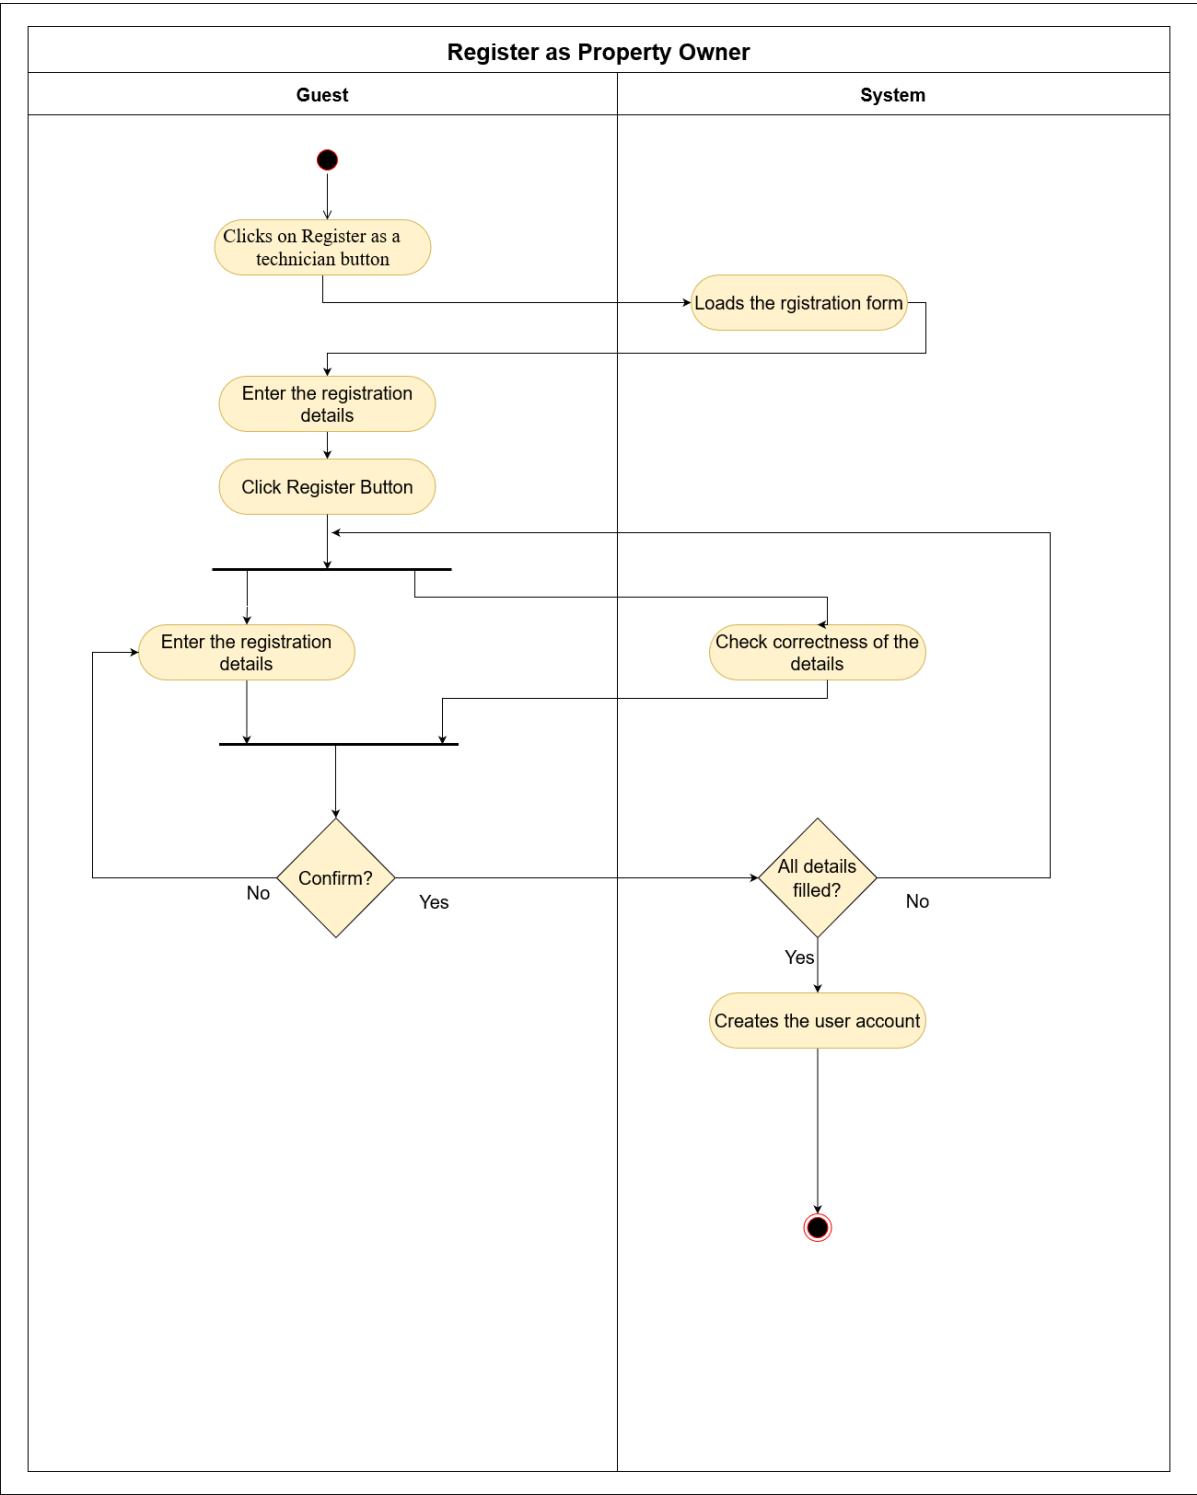 Register as Property Owner
Guest
System
Clicks on Register as a
technician button
Loads the rgistration form
Enter the registration
details
Click Register Button
Enter the registration
details
Check correctness of the
details
Confirm?
No
Yes
All details
filled?
No
Yes
Creates the user account